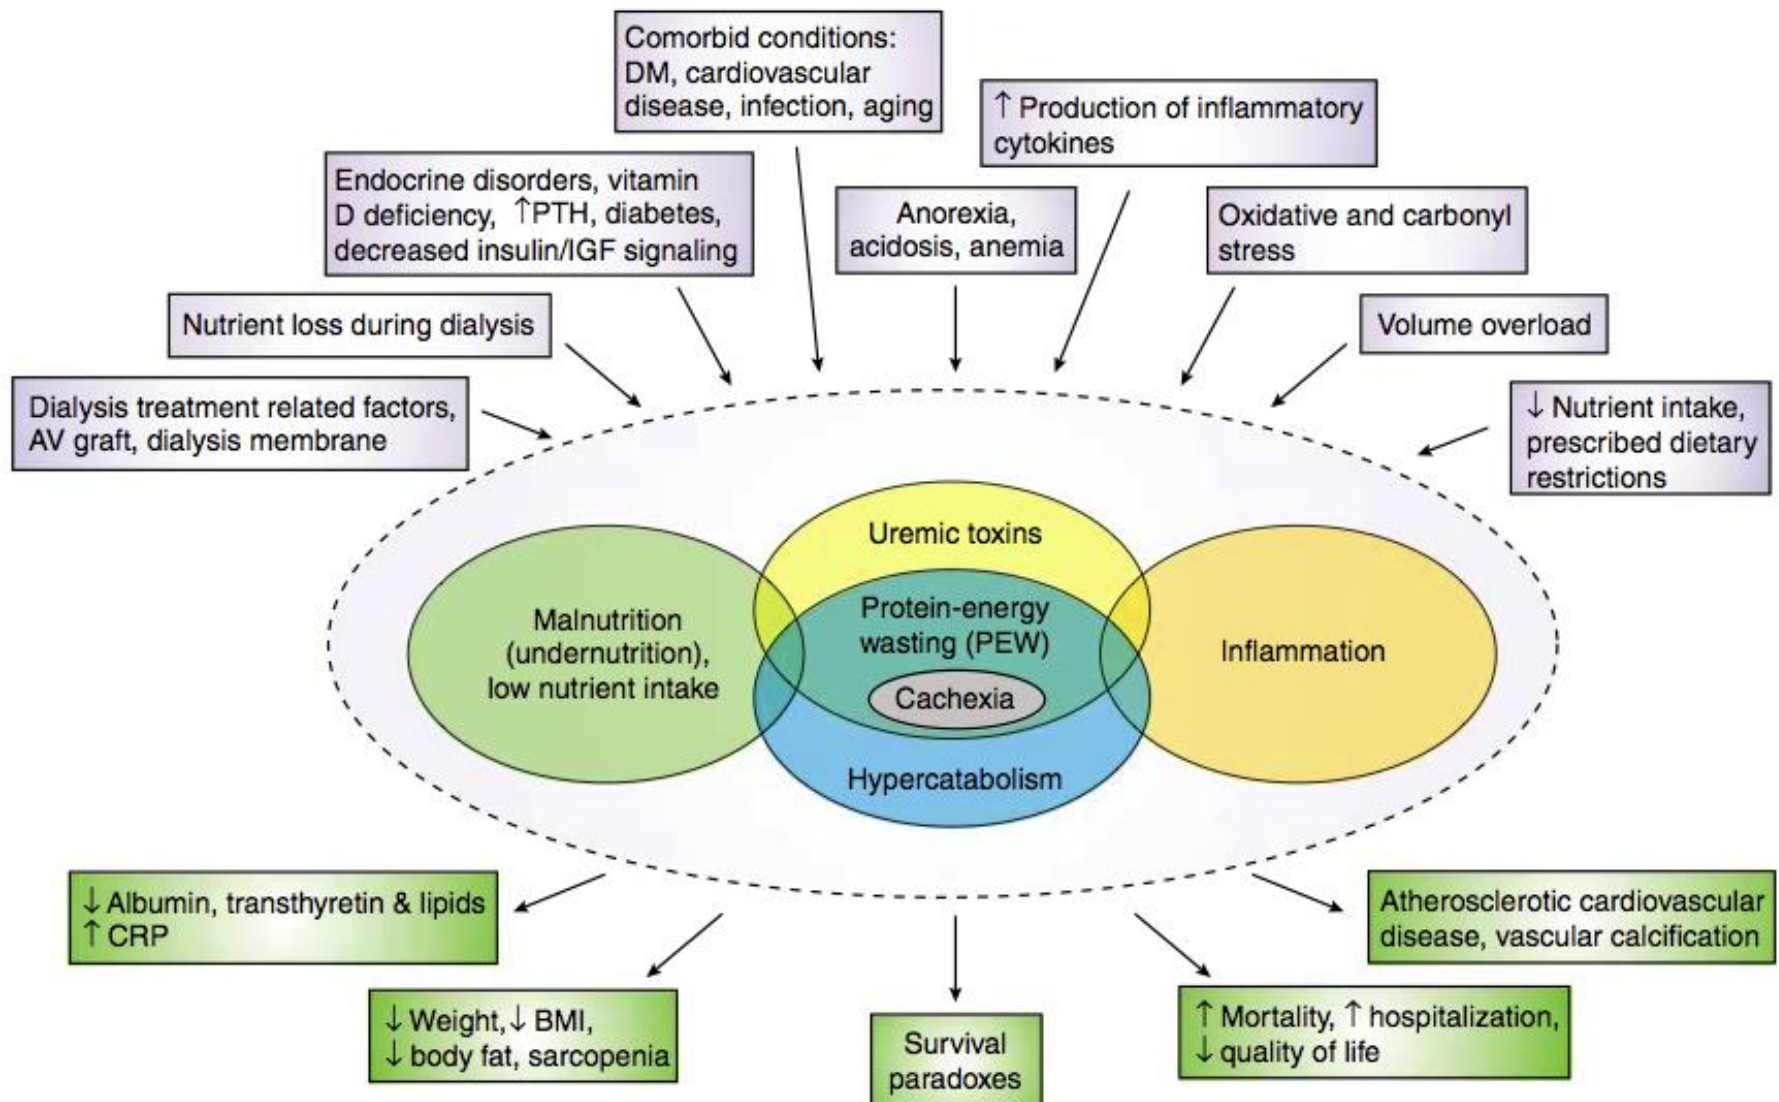 Comorbid conditions:
DM, cardiovascular
disease, infection, aging
↑ Production of inflammatory
cytokines
Endocrine disorders, vitamin
D deficiency, ↑PTH, diabetes,
decreased insulin/IGF signaling
Anorexia,
acidosis, anemia
Oxidative and carbonyl
stress
Nutrient loss during dialysis
Volume overload
Dialysis treatment related factors,
AV graft, dialysis membrane
↓ Nutrient intake,
prescribed dietary
restrictions
Uremic toxins
Malnutrition
(undernutrition),
low nutrient intake
Protein-energy
wasting (PEW)
Cachexia
Inflammation
Hypercatabolism
↓ Albumin, transthyretin & lipids
↑ CRP
Atherosclerotic cardiovascular
disease, vascular calcification
↓ Weight, ↓ BMI,
↓ body fat, sarcopenia
Survival
paradoxes
↑ Mortality, ↑ hospitalization,
↓ quality of life